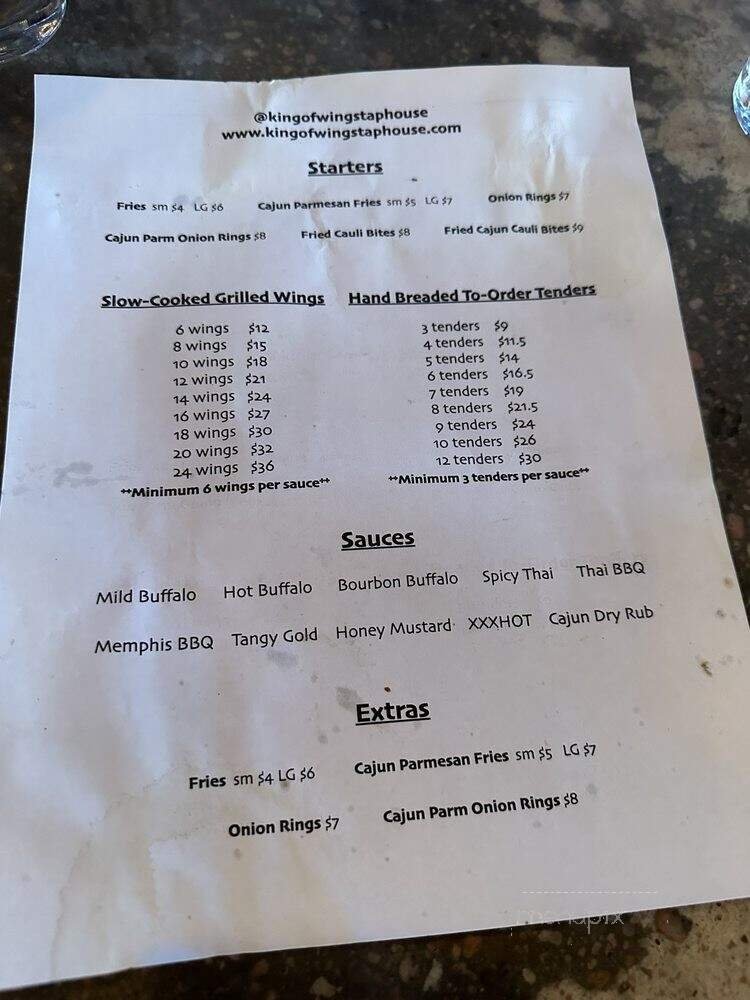 @kingofwingstaphouse
www.kingofwingstaphouse.com
Starters
Fries sm $4 LG $6 Cajun Parmesan Fries sm $5 LG $7 Onion Rings $7
Cajun Parm Onion Rings $8 Fried Cauli Bites $8 Fried Cajun Cauli Bites $9
Slow-Cooked Grilled Wings
6 wings $12
8 wings $15
10 wings $18
12 wings $21
14 wings $24
16 wings $27
18 wings $30
20 wings $32
24 wings $36
**Minimum 6 wings per sauce**
Hand Breaded To-Order Tenders
3 tenders $9
4 tenders $11.5
5 tenders $14
6 tenders $16.5
7 tenders $19
8 tenders $21.5
9 tenders $24
10 tenders $26
12 tenders $30
**Minimum 3 tenders per sauce**
Sauces
Mild Buffalo Hot Buffalo Bourbon Buffalo Spicy Thai Thai BBQ
Memphis BBQ Tangy Gold Honey Mustard XXXHOT Cajun Dry Rub
Extras
Fries sm $4 LG $6 Cajun Parmesan Fries sm $5 LG $7
Onion Rings $7 Cajun Parm Onion Rings $8
menupix